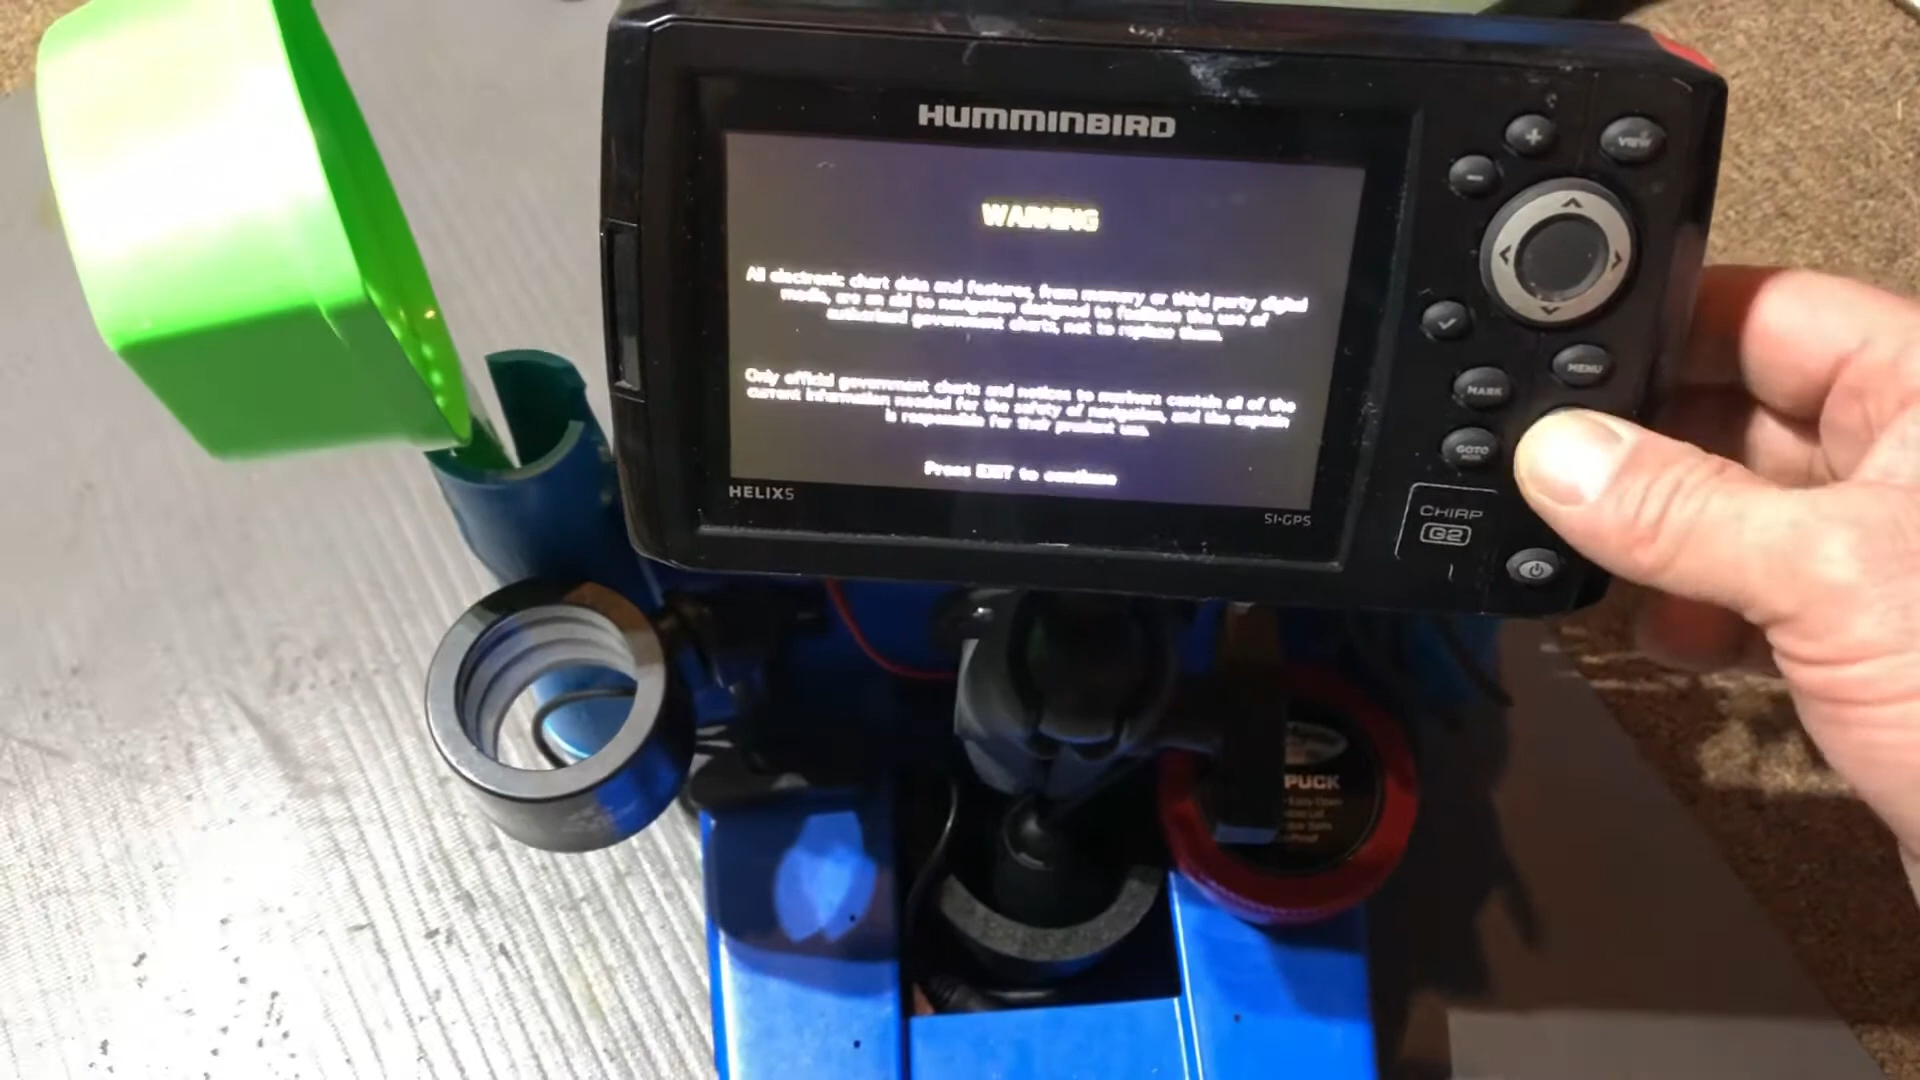 HUMMINBIRD
WARNING
All electronic chart data and features, from memory or third party digital
media, are an aid to navigation designed to facilitate the use of
authorized government charts, not to replace them.
Only official government charts and notices to mariners contain all of the
current information needed for the safety of navigation, and the captain
is responsible for their prudent use.
Press EXIT to continue
HELIX5
SI·GPS
+
VIEW
-
MENU
MARK
GOTO
CHIRP
G2
PUCK
Easy Open